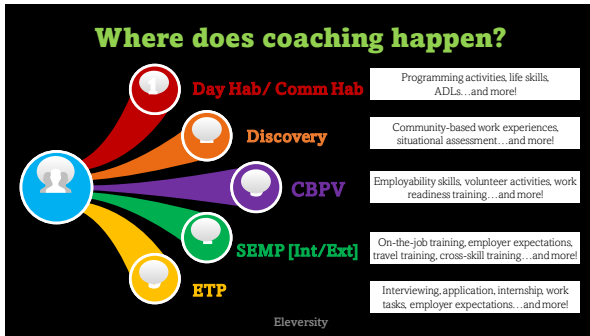 Where does coaching happen?
Day Hab/ Comm Hab
Programming activities, life skills,
ADLs…and more!
Discovery
Community-based work experiences,
situational assessment…and more!
CBPV
Employability skills, volunteer activities, work
readiness training…and more!
SEMP [Int/Ext]
On-the-job training, employer expectations,
travel training, cross-skill training…and more!
ETP
Interviewing, application, internship, work
tasks, employer expectations…and more!
Eleversity